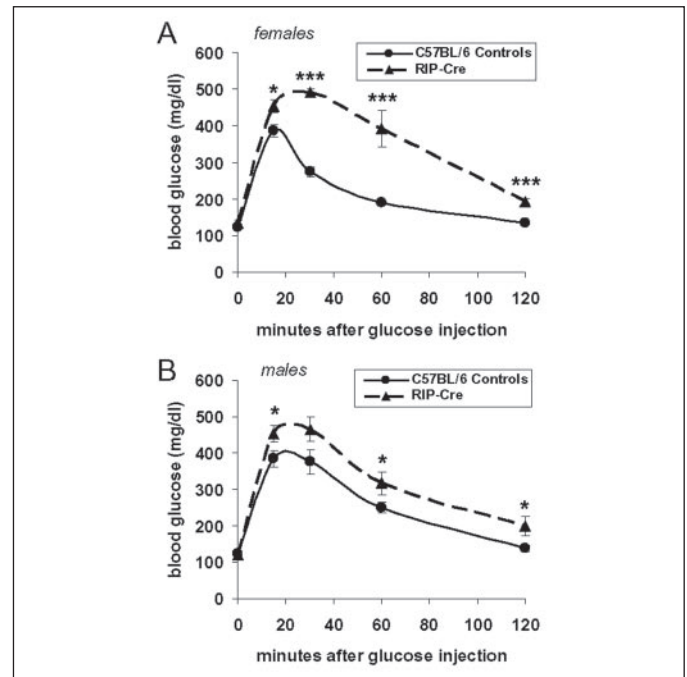 A
females
C57BL/6 Controls
RIP-Cre
600
500
400
300
200
100
0
blood glucose (mg/dl)
*
***
***
***
0 20 40 60 80 100 120
minutes after glucose injection
B
males
C57BL/6 Controls
RIP-Cre
600
500
400
300
200
100
0
blood glucose (mg/dl)
*
*
*
0 20 40 60 80 100 120
minutes after glucose injection